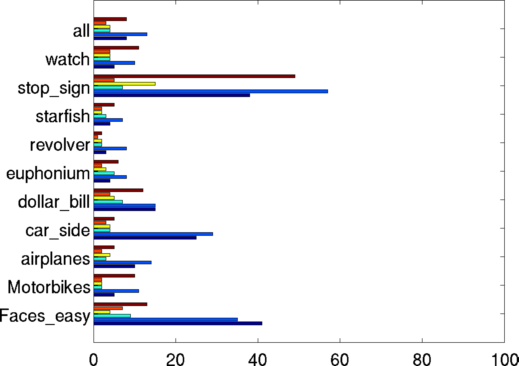 all
watch
stop_sign
starfish
revolver
euphonium
dollar_bill
car_side
airplanes
Motorbikes
Faces_easy
0 20 40 60 80 100